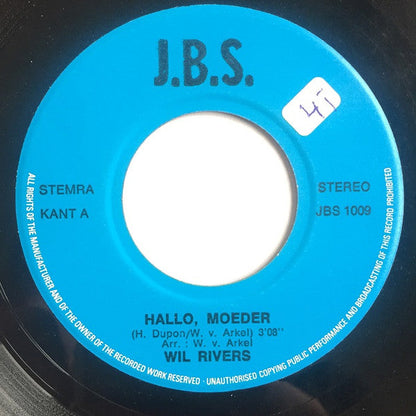 J.B.S.
47
STEMRA
STEREO
KANT A
JBS 1009
HALLO, MOEDER
(H. Dupon/W. v. Arkel) 3'08''
Arr : W. v. Arkel
WIL RIVERS
ALL RIGHTS OF THE MANUFACTURER AND OF THE OWNER OF THE RECORDED WORK RESERVED - UNAUTHORISED COPYING PUBLIC PERFORMANCE AND BROADCASTING OF THIS RECORD PROHIBITED